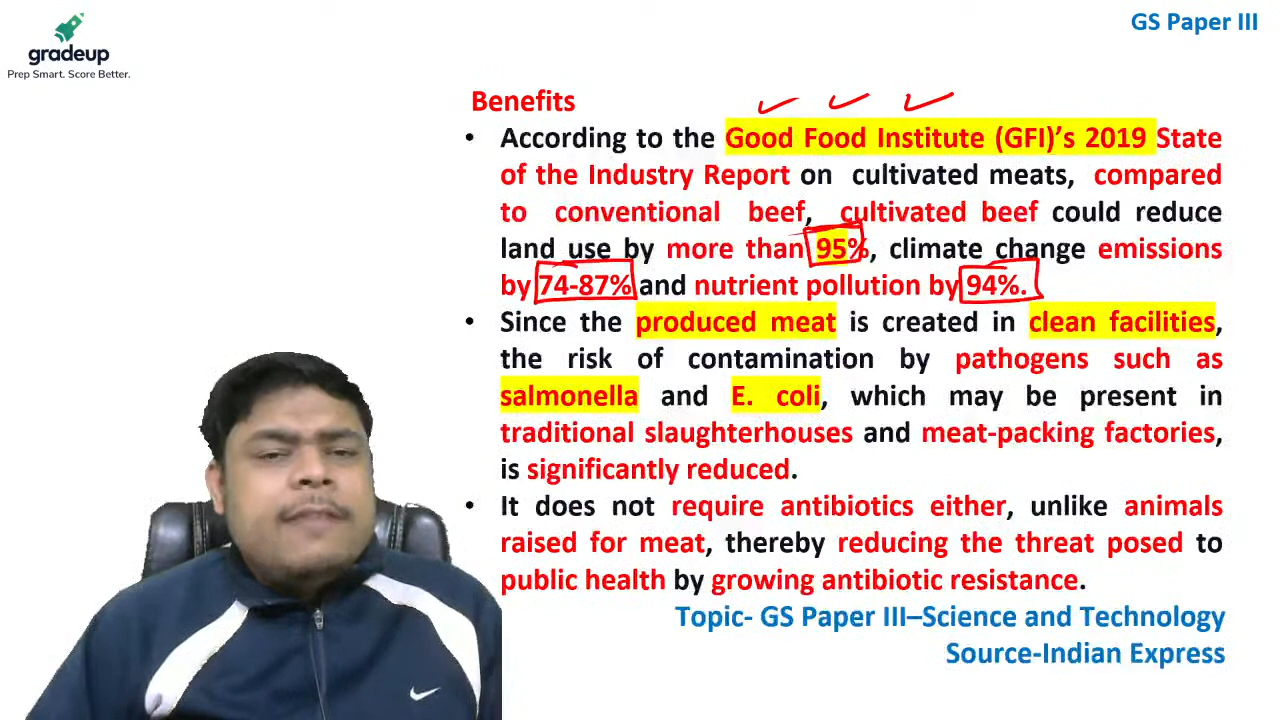 gradeup
Prep Smart. Score Better.
GS Paper III
Benefits
• According to the Good Food Institute (GFI)'s 2019 State
of the Industry Report on cultivated meats, compared
to conventional beef, cultivated beef could reduce
land use by more than 95%, climate change emissions
by 74-87% and nutrient pollution by 94%.
• Since the produced meat is created in clean facilities,
the risk of contamination by pathogens such as
salmonella and E. coli, which may be present in
traditional slaughterhouses and meat-packing factories,
is significantly reduced.
• It does not require antibiotics either, unlike animals
raised for meat, thereby reducing the threat posed to
public health by growing antibiotic resistance.
Topic- GS Paper III–Science and Technology
Source-Indian Express